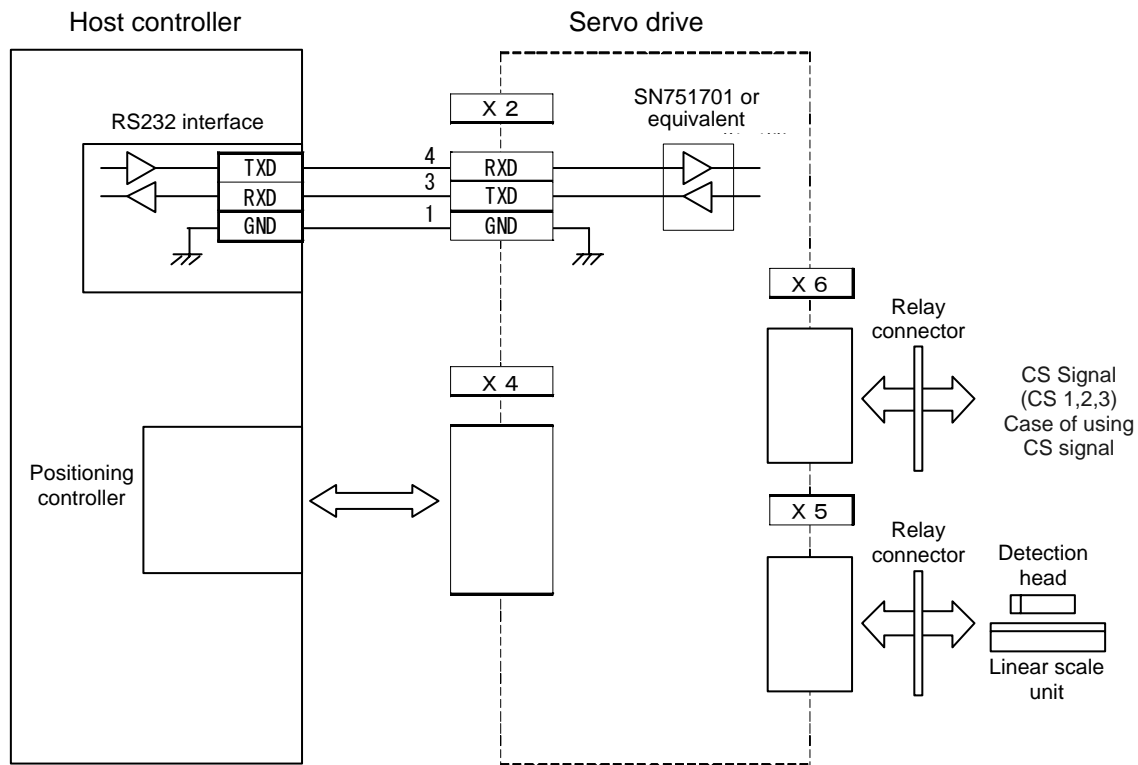 Host controller
Servo drive
RS232 interface
X 2
SN751701 or
equivalent
TXD
4
RXD
RXD
3
TXD
GND
1
GND
X 6
Relay
connector
X 4
CS Signal
(CS 1,2,3)
Case of using
CS signal
Positioning
controller
X 5
Relay
connector
Detection
head
Linear scale
unit